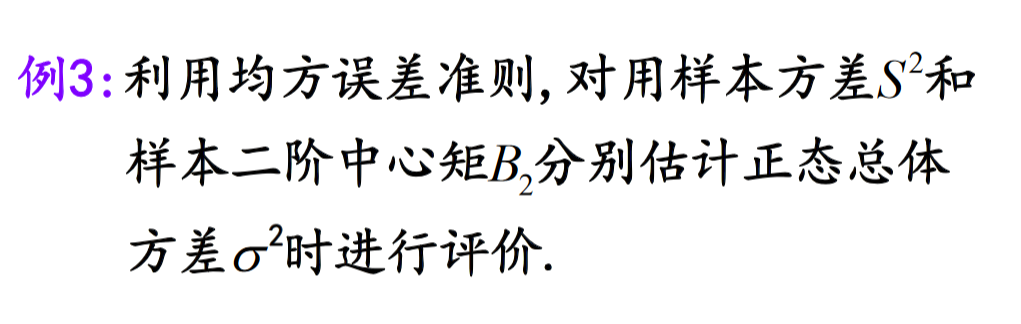 例3:利用均方误差准则,对用样本方差S²和
样本二阶中心矩B₂分别估计正态总体
方差σ²时进行评价.